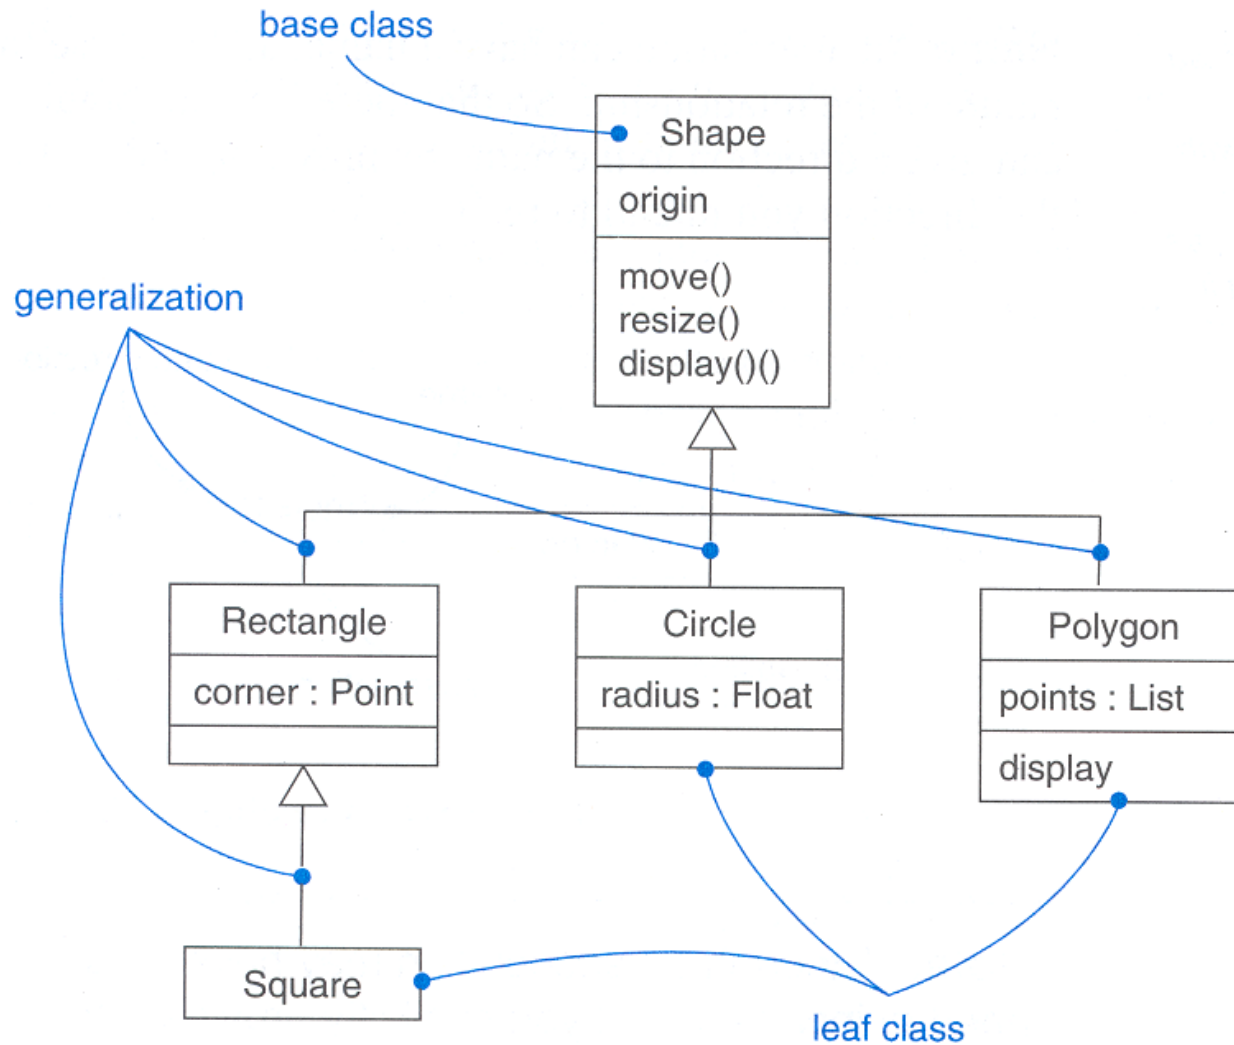 base class
Shape
origin
move()
resize()
display()()
generalization
Rectangle
corner : Point
Circle
radius : Float
Polygon
points : List
display
Square
leaf class